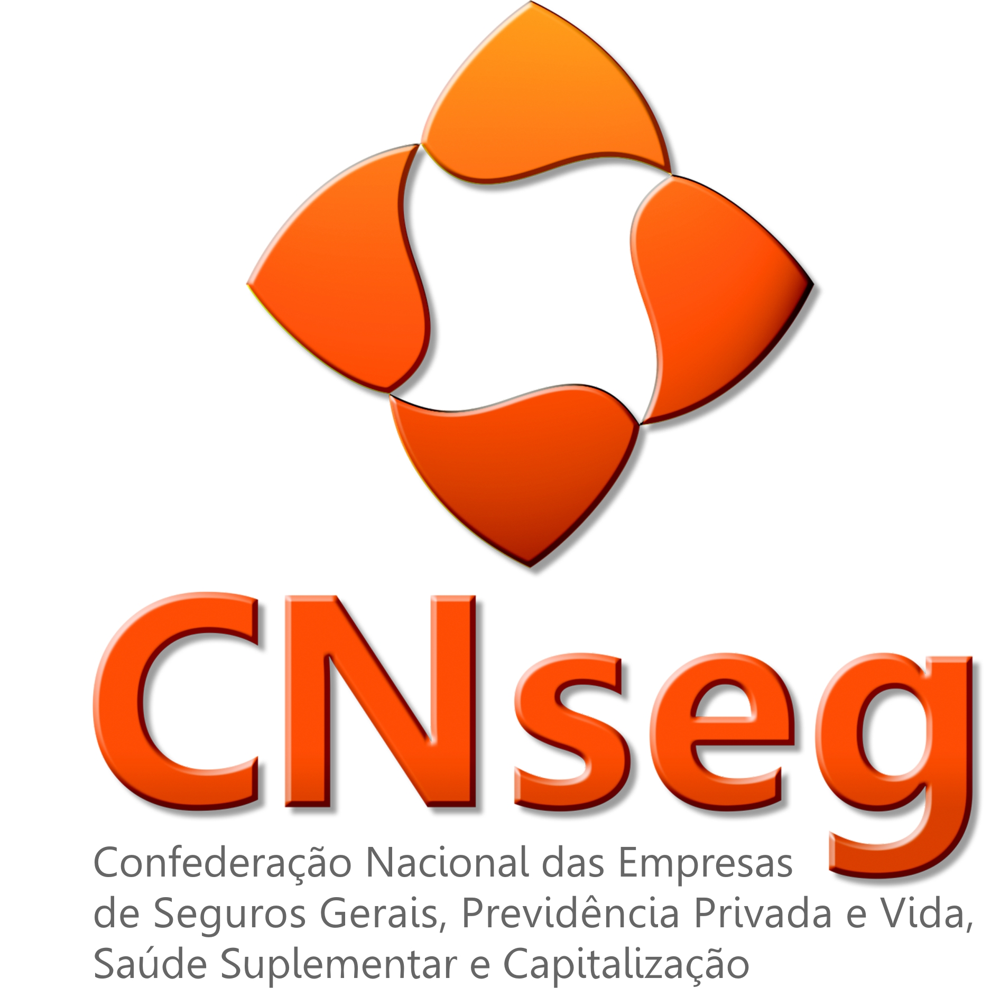 CNseg
Confederação Nacional das Empresas
de Seguros Gerais, Previdência Privada e Vida,
Saúde Suplementar e Capitalização